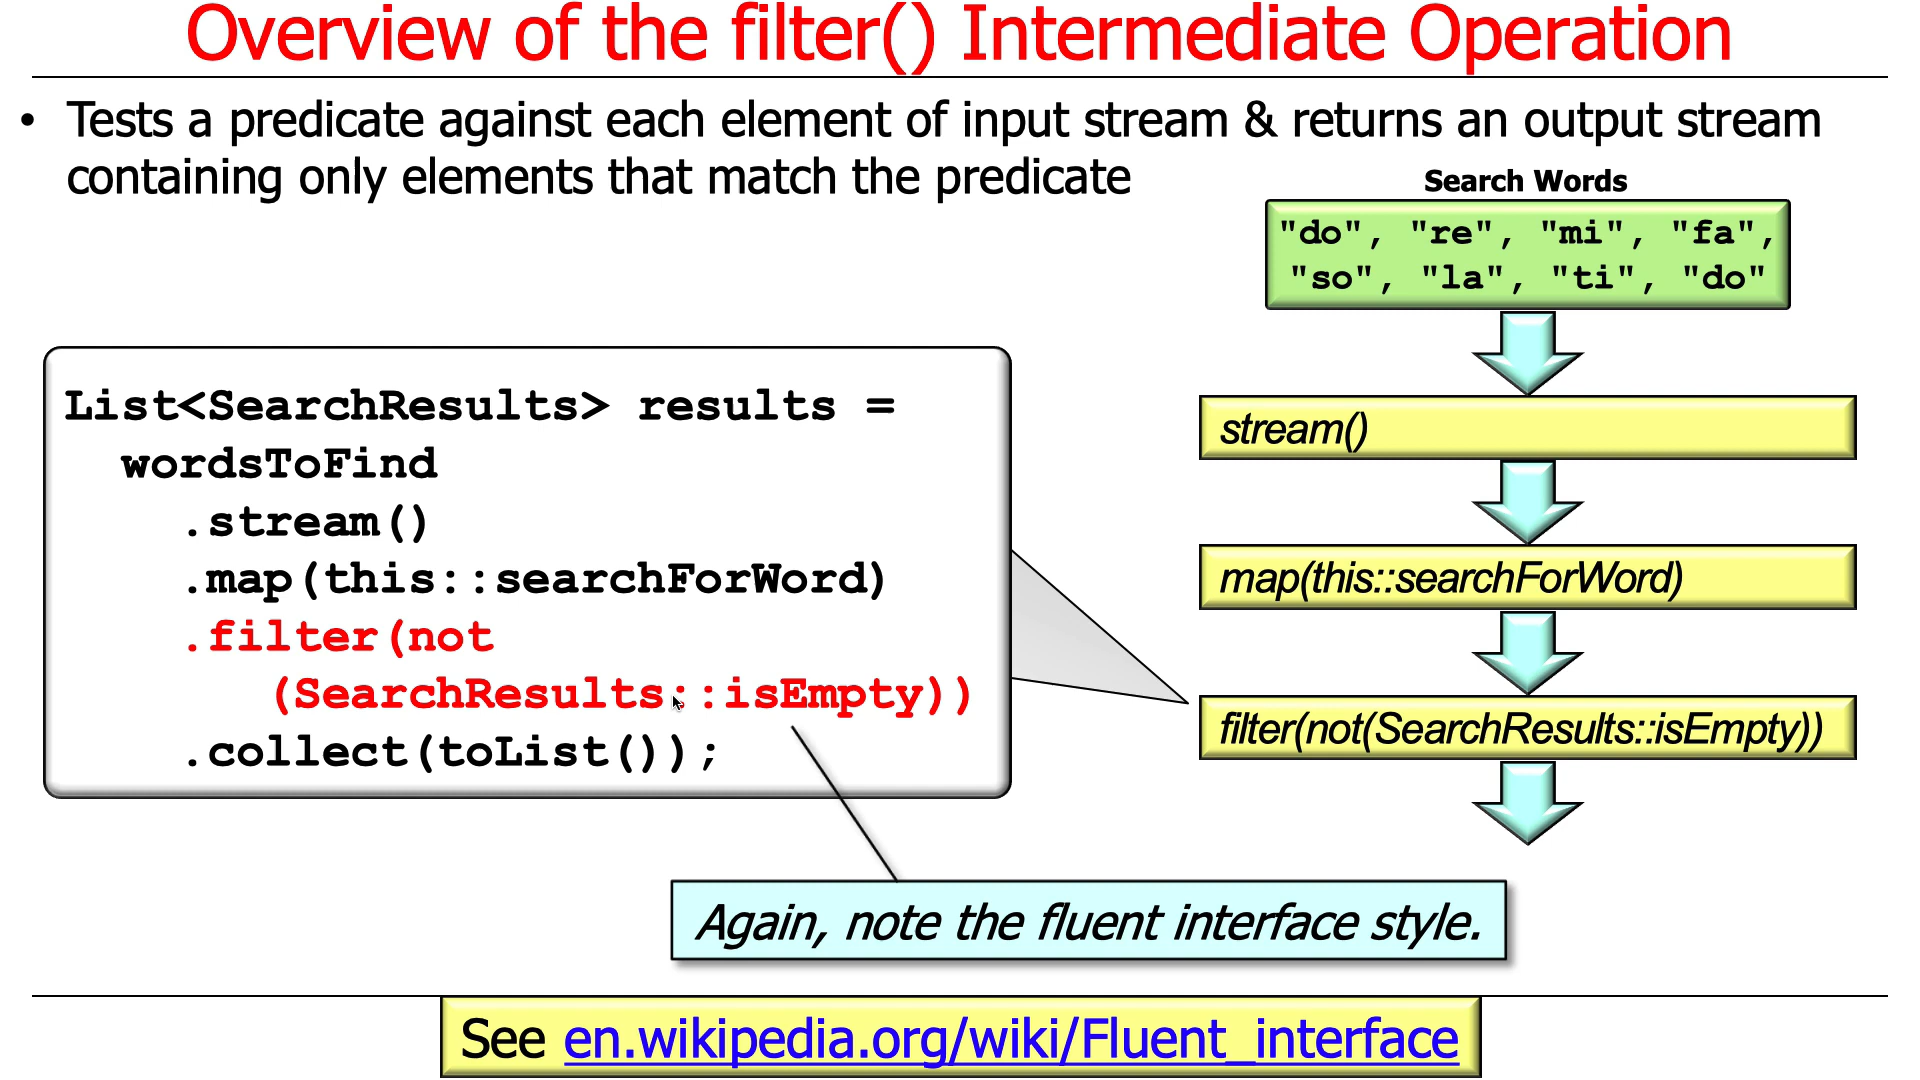 Overview of the filter() Intermediate Operation
• Tests a predicate against each element of input stream & returns an output stream
containing only elements that match the predicate
Search Words
"do", "re", "mi", "fa",
"so", "la", "ti", "do"
List<SearchResults> results =
wordsToFind
.stream()
.map(this::searchForWord)
.filter(not
(SearchResults::isEmpty))
.collect(toList());
stream()
map(this::searchForWord)
filter(not(SearchResults::isEmpty))
Again, note the fluent interface style.
See en.wikipedia.org/wiki/Fluent_interface